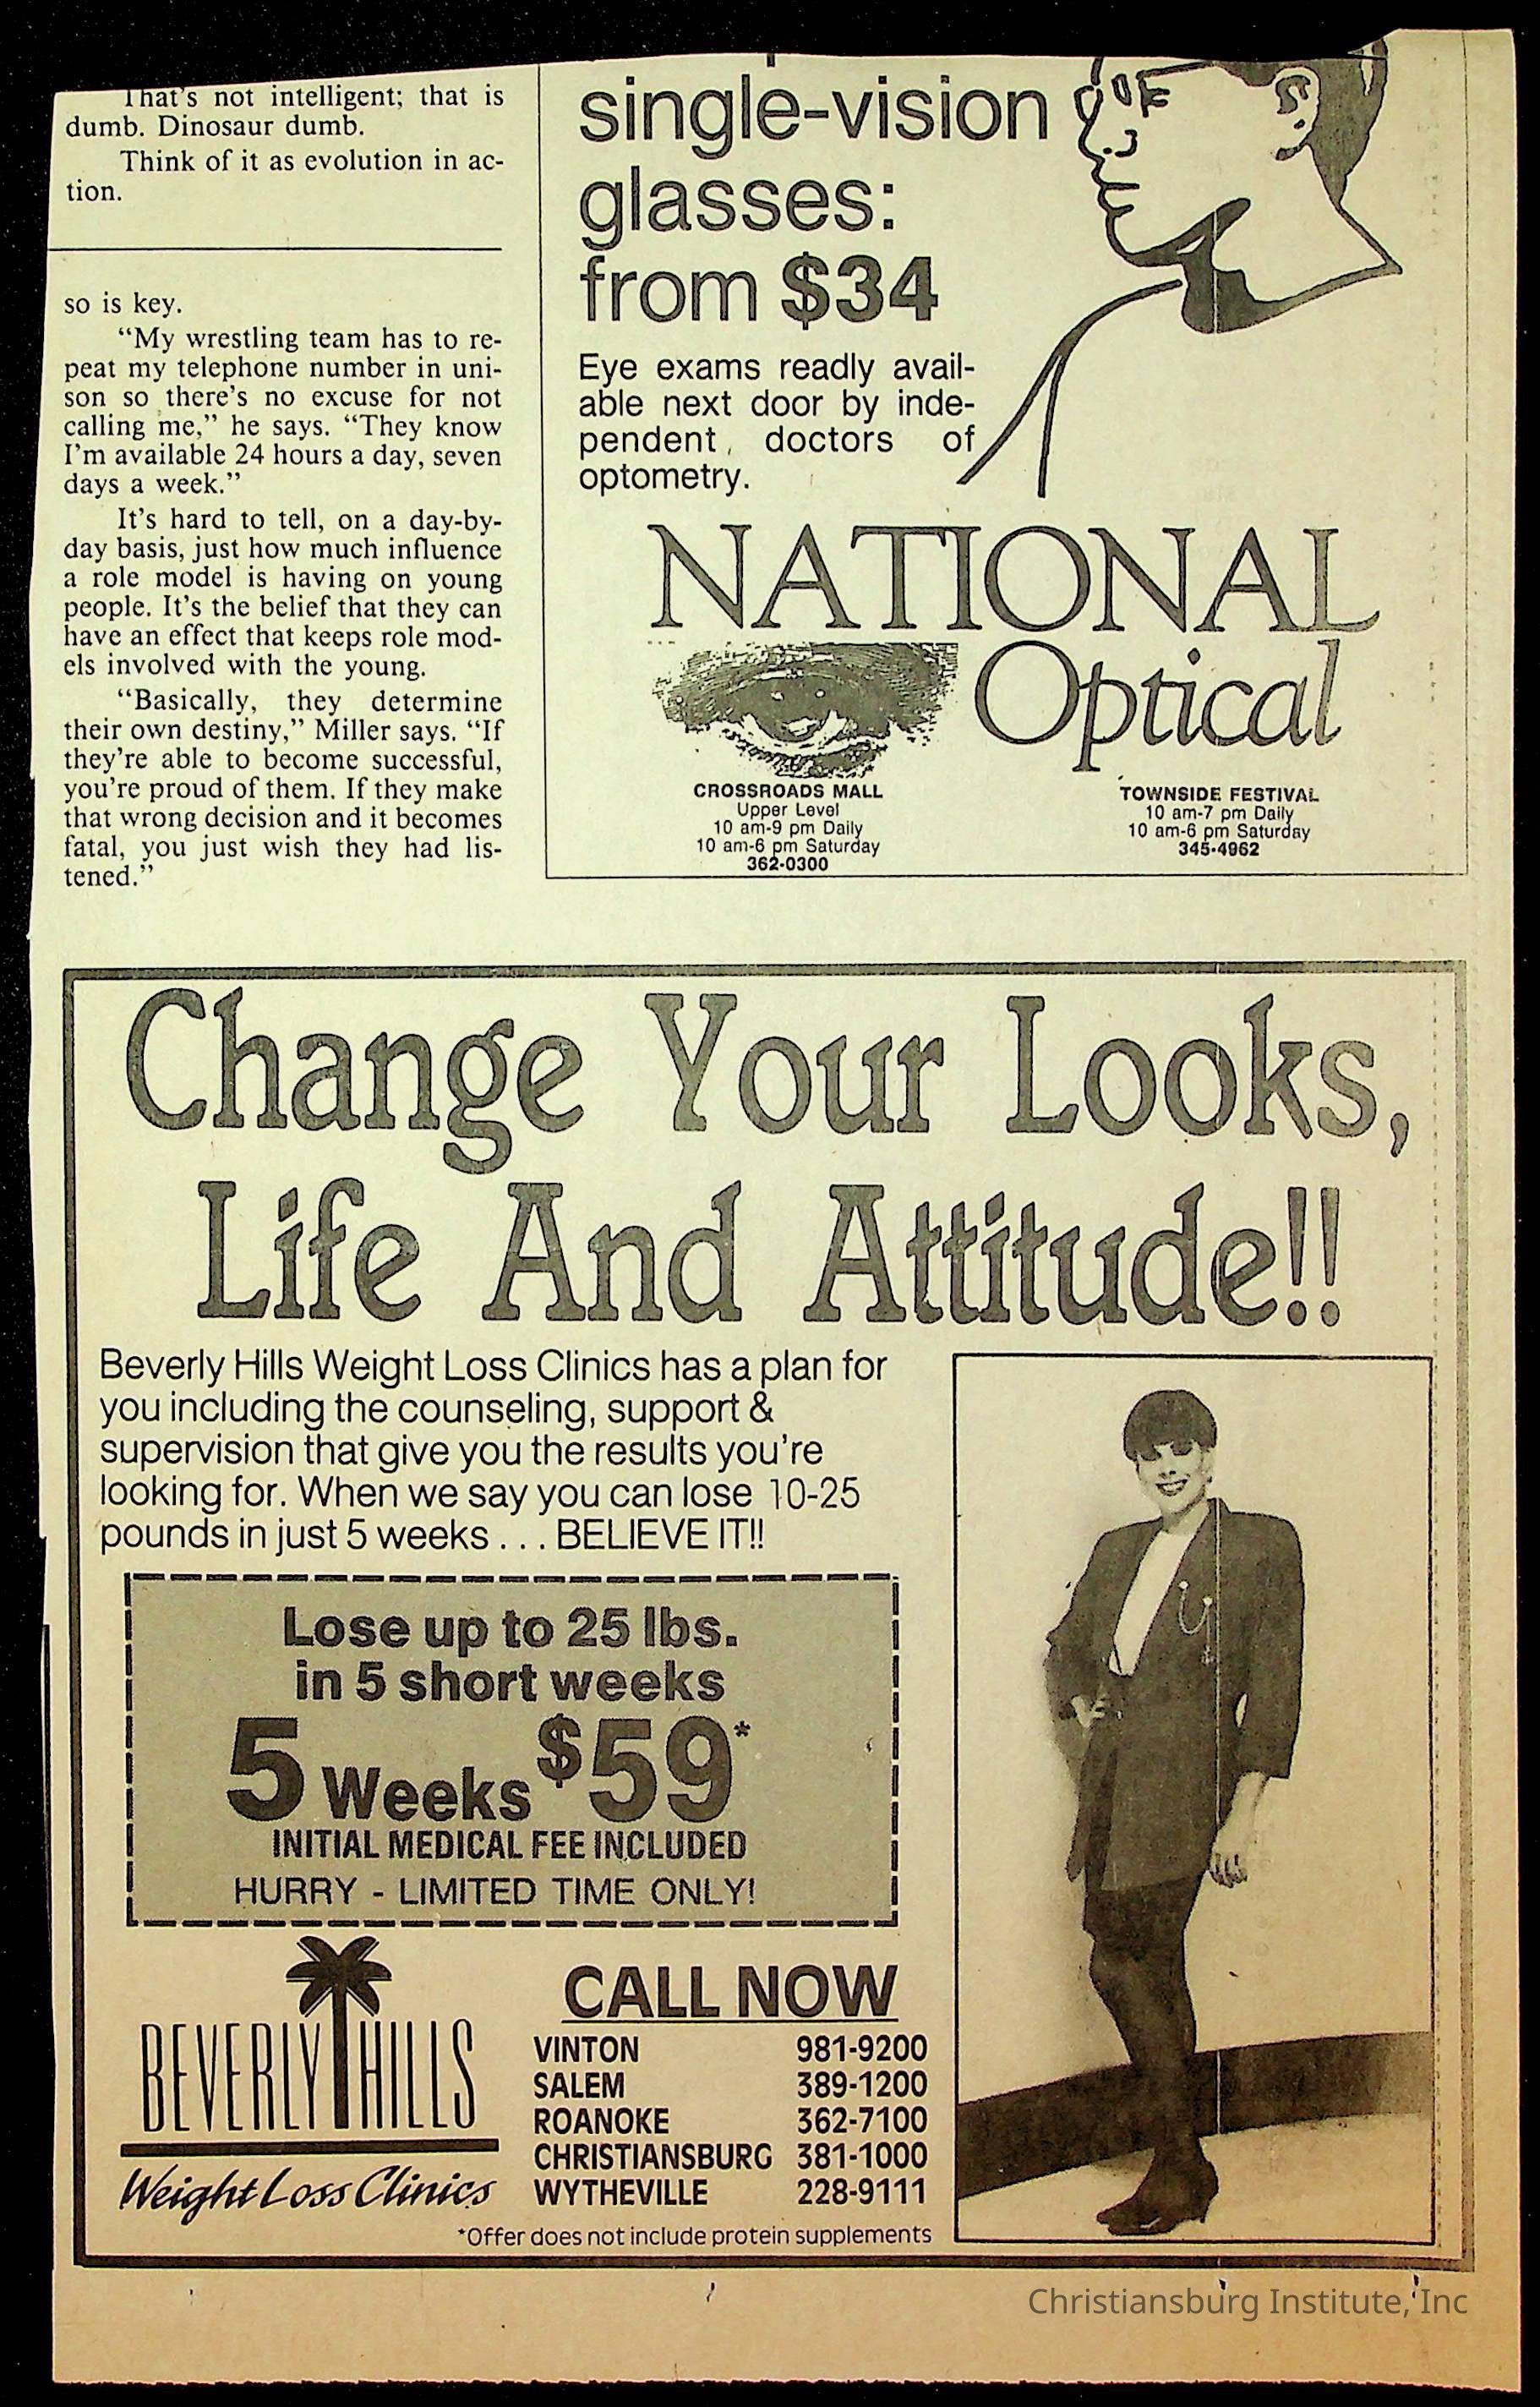 That's not intelligent; that is
dumb. Dinosaur dumb.
Think of it as evolution in ac-
tion.
so is key.
“My wrestling team has to re-
peat my telephone number in uni-
son so there's no excuse for not
calling me,” he says. “They know
I'm available 24 hours a day, seven
days a week.”
It's hard to tell, on a day-by-
day basis, just how much influence
a role model is having on young
people. It's the belief that they can
have an effect that keeps role mod-
els involved with the young.
“Basically, they determine
their own destiny,” Miller says. “If
they're able to become successful,
you're proud of them. If they make
that wrong decision and it becomes
fatal, you just wish they had lis-
tened.”
single-vision
glasses:
from $34
Eye exams readly avail-
able next door by inde-
pendent doctors of
optometry.
NATIONAL
Optical
CROSSROADS MALL
Upper Level
10 am-9 pm Daily
10 am-6 pm Saturday
362-0300
TOWNSIDE FESTIVAL
10 am-7 pm Daily
10 am-6 pm Saturday
345-4962
Change Your Looks,
Life And Attitude!!
Beverly Hills Weight Loss Clinics has a plan for
you including the counseling, support &
supervision that give you the results you're
looking for. When we say you can lose 10-25
pounds in just 5 weeks . . . BELIEVE IT!!
Lose up to 25 lbs.
in 5 short weeks
5 Weeks $59*
INITIAL MEDICAL FEE INCLUDED
HURRY - LIMITED TIME ONLY!
BEVERLY HILLS
Weight Loss Clinics
CALL NOW
VINTON 981-9200
SALEM 389-1200
ROANOKE 362-7100
CHRISTIANSBURG 381-1000
WYTHEVILLE 228-9111
*Offer does not include protein supplements
Christiansburg Institute, Inc